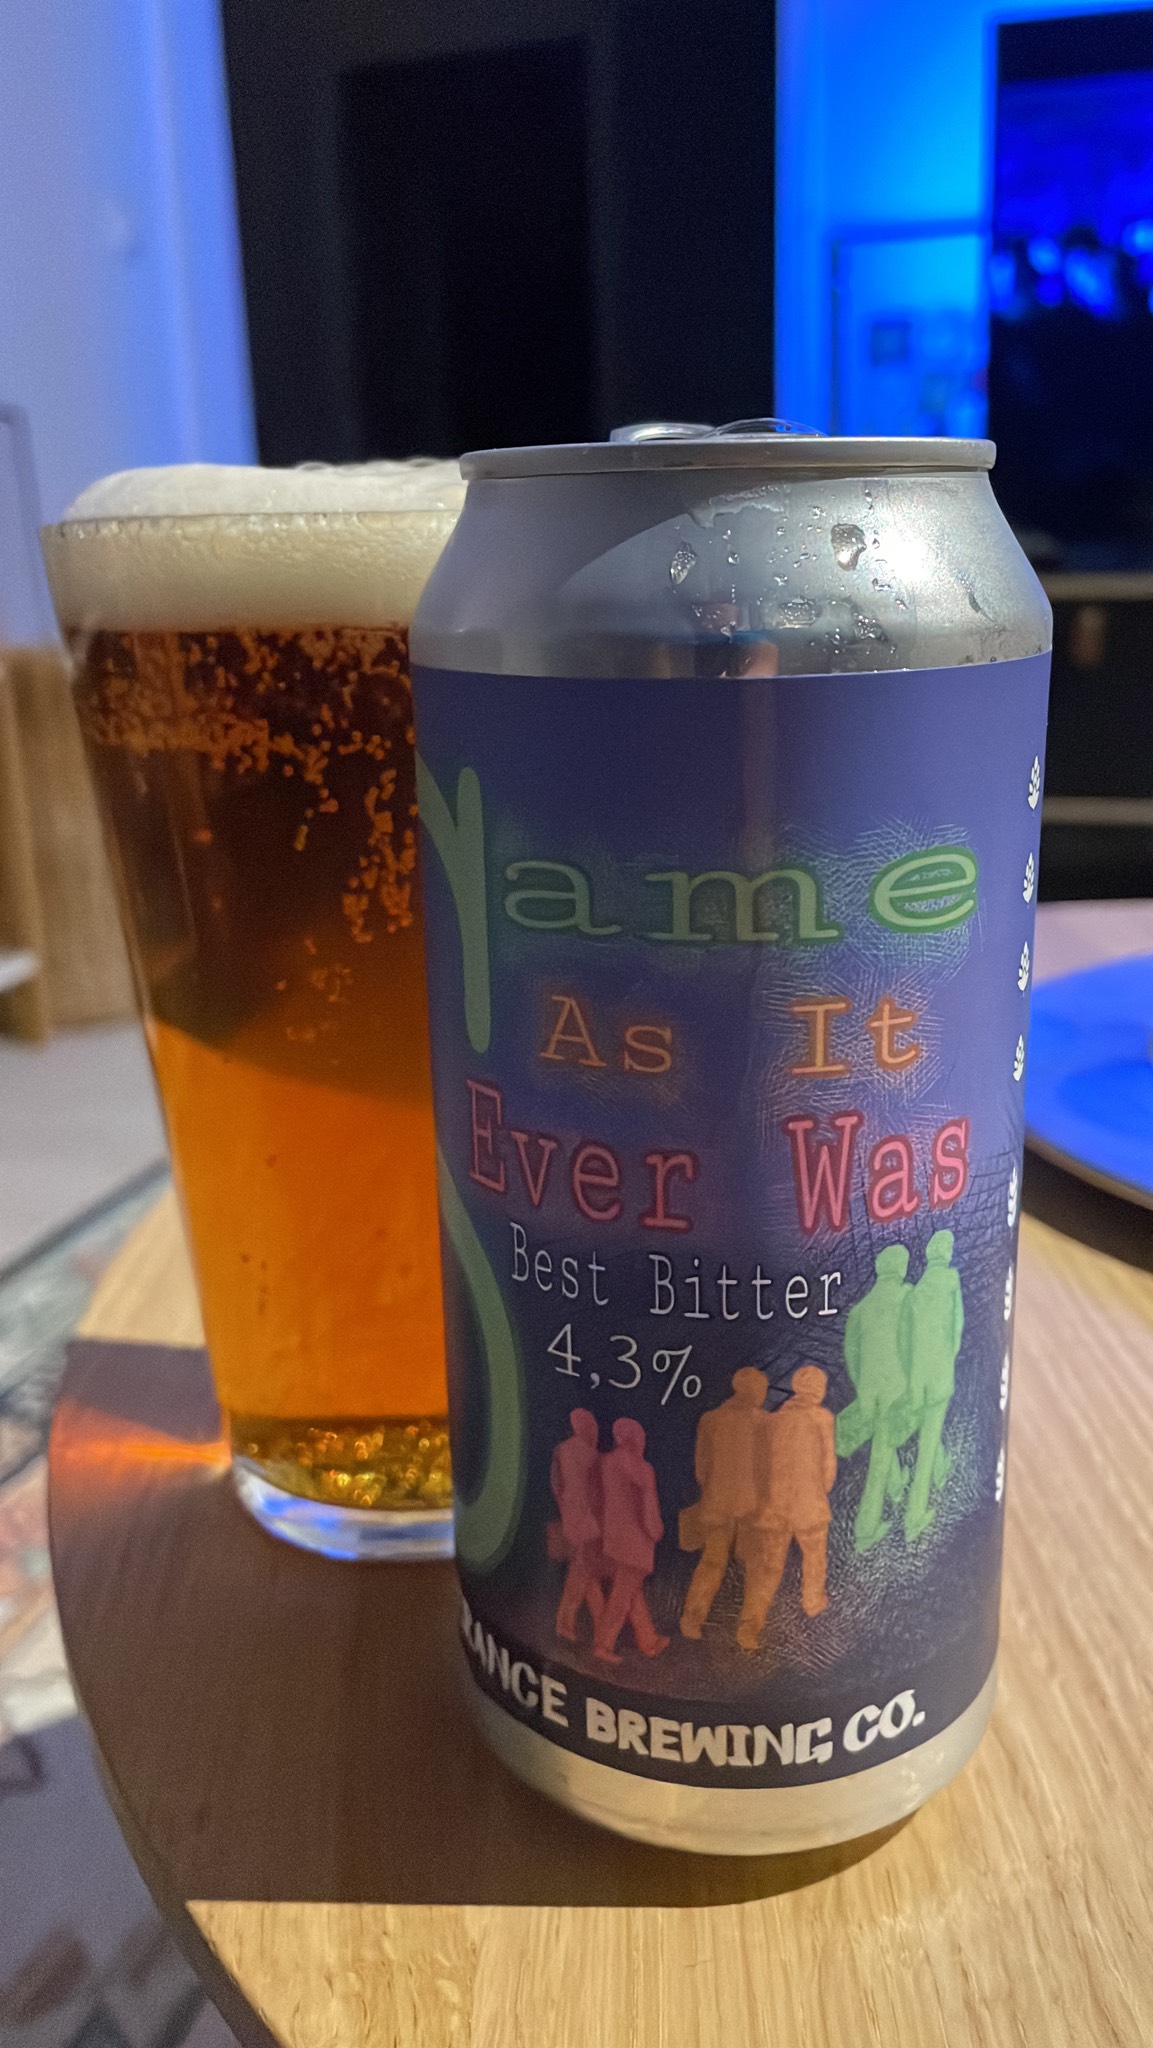 Same
As It
Ever Was
Best Bitter
4,3%
BREWING CO.